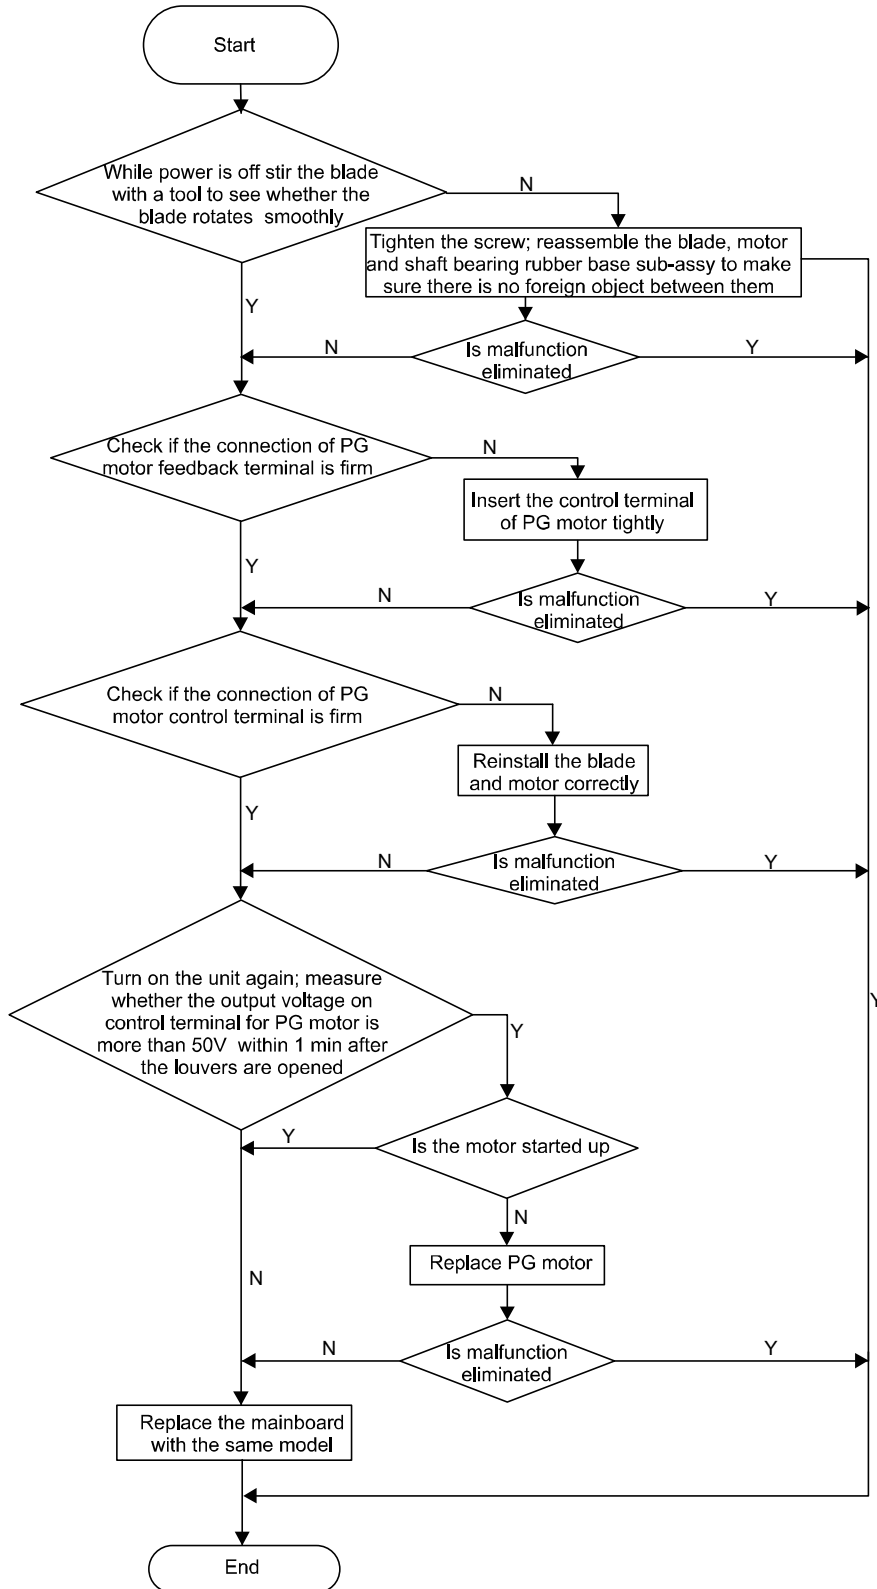 Start
While power is off stir the blade
with a tool to see whether the
blade rotates smoothly
N
Tighten the screw; reassemble the blade, motor
and shaft bearing rubber base sub-assy to make
sure there is no foreign object between them
Y
N
Is malfunction
eliminated
Y
Check if the connection of PG
motor feedback terminal is firm
N
Insert the control terminal
of PG motor tightly
Y
N
Is malfunction
eliminated
Y
Check if the connection of PG
motor control terminal is firm
N
Reinstall the blade
and motor correctly
Y
N
Is malfunction
eliminated
Y
Turn on the unit again; measure
whether the output voltage on
control terminal for PG motor is
more than 50V within 1 min after
the louvers are opened
Y
Y
Y
Is the motor started up
N
Replace PG motor
N
N
Is malfunction
eliminated
Y
Replace the mainboard
with the same model
End